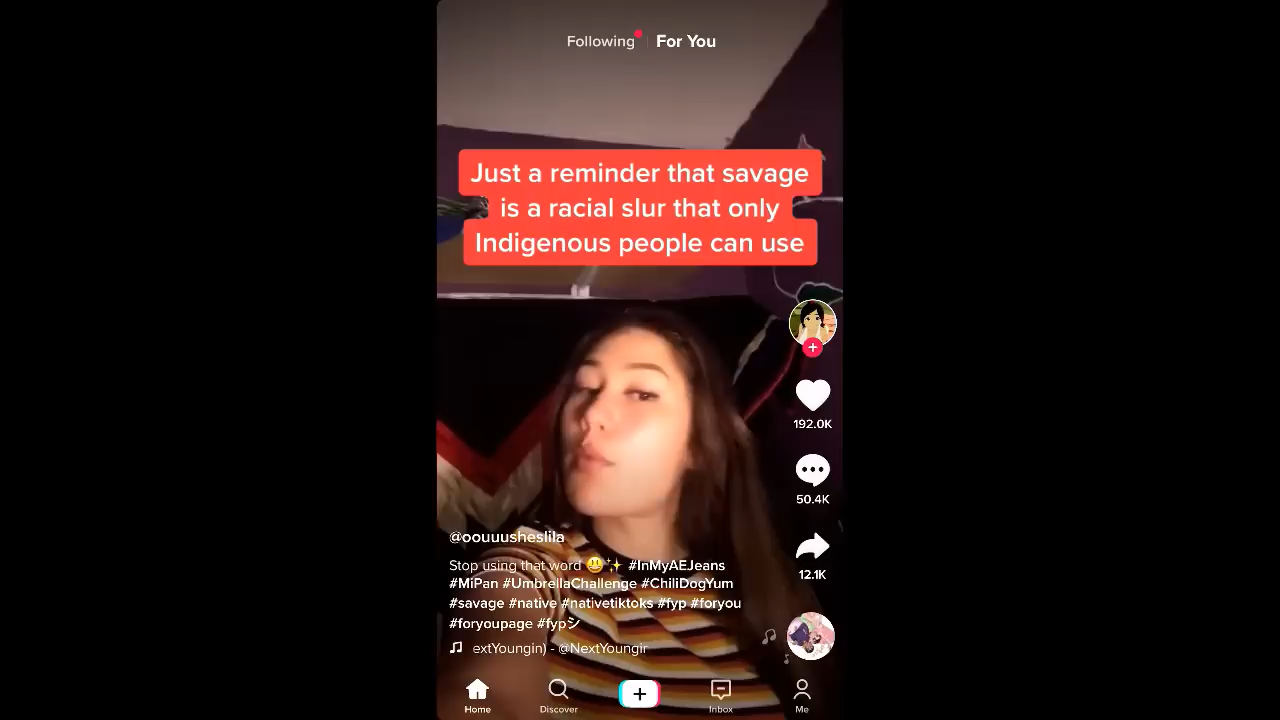 Following For You
Just a reminder that savage
is a racial slur that only
Indigenous people can use
192.0K
50.4K
@oouuusheslila
Stop using that word 😃✨ #InMyAEJeans
12.1K
#MiPan #UmbrellaChallenge #ChiliDogYum
#savage #native #nativetiktoks #fyp #foryou
#foryoupage #fypシ
extYoungin) - @NextYoungir
Home Discover Inbox Me